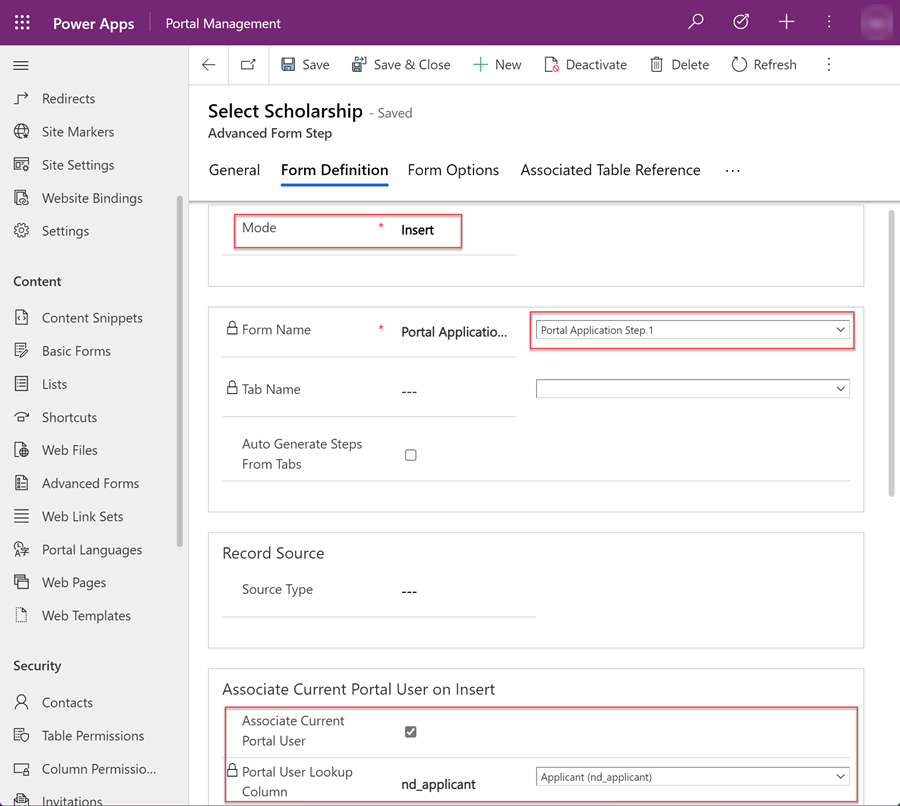 Power Apps
Portal Management
Save
Save & Close
New
Deactivate
Delete
Refresh
Redirects
Site Markers
Site Settings
Website Bindings
Settings
Content
Content Snippets
Basic Forms
Lists
Shortcuts
Web Files
Advanced Forms
Web Link Sets
Portal Languages
Web Pages
Web Templates
Security
Contacts
Table Permissions
Column Permissio...
Invitations
Select Scholarship - Saved
Advanced Form Step
General
Form Definition
Form Options
Associated Table Reference
...
Mode * Insert
Form Name * Portal Applicatio... Portal Application Step 1
Tab Name ---
Auto Generate Steps
From Tabs
Record Source
Source Type ---
Associate Current Portal User on Insert
Associate Current
Portal User
Portal User Lookup
Column
nd_applicant
Applicant (nd_applicant)